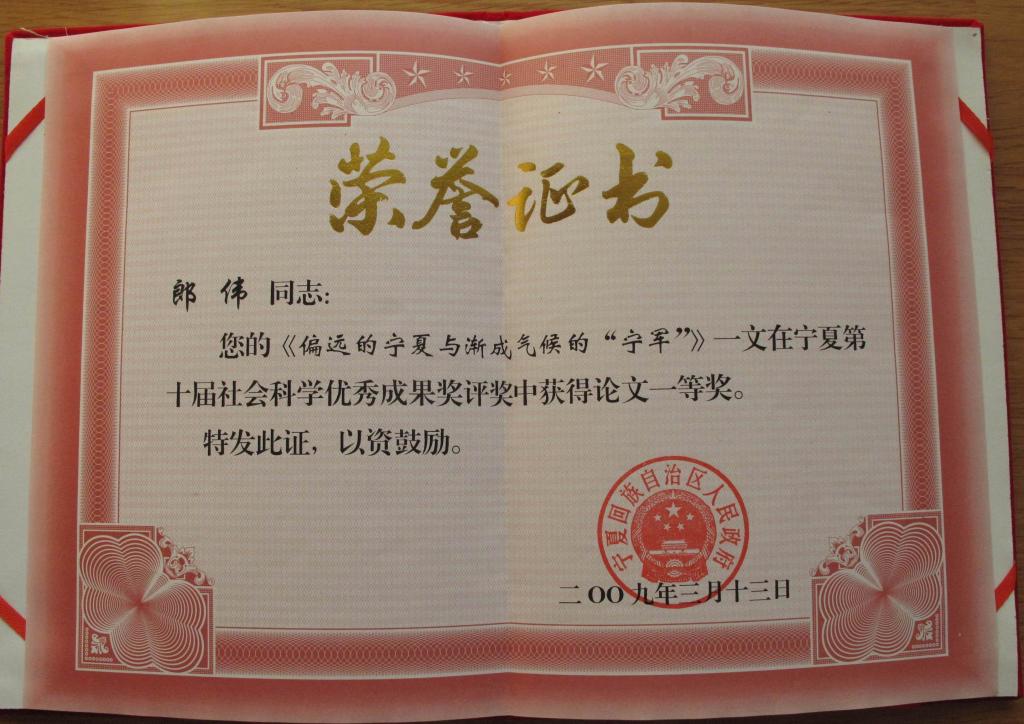 荣誉证书
郎伟同志：
您的《偏远的宁夏与渐成气候的“宁军”》一文在宁夏第
十届社会科学优秀成果奖评奖中获得论文一等奖。
特发此证，以资鼓励。
宁夏回族自治区人民政府
二OO九年三月十三日